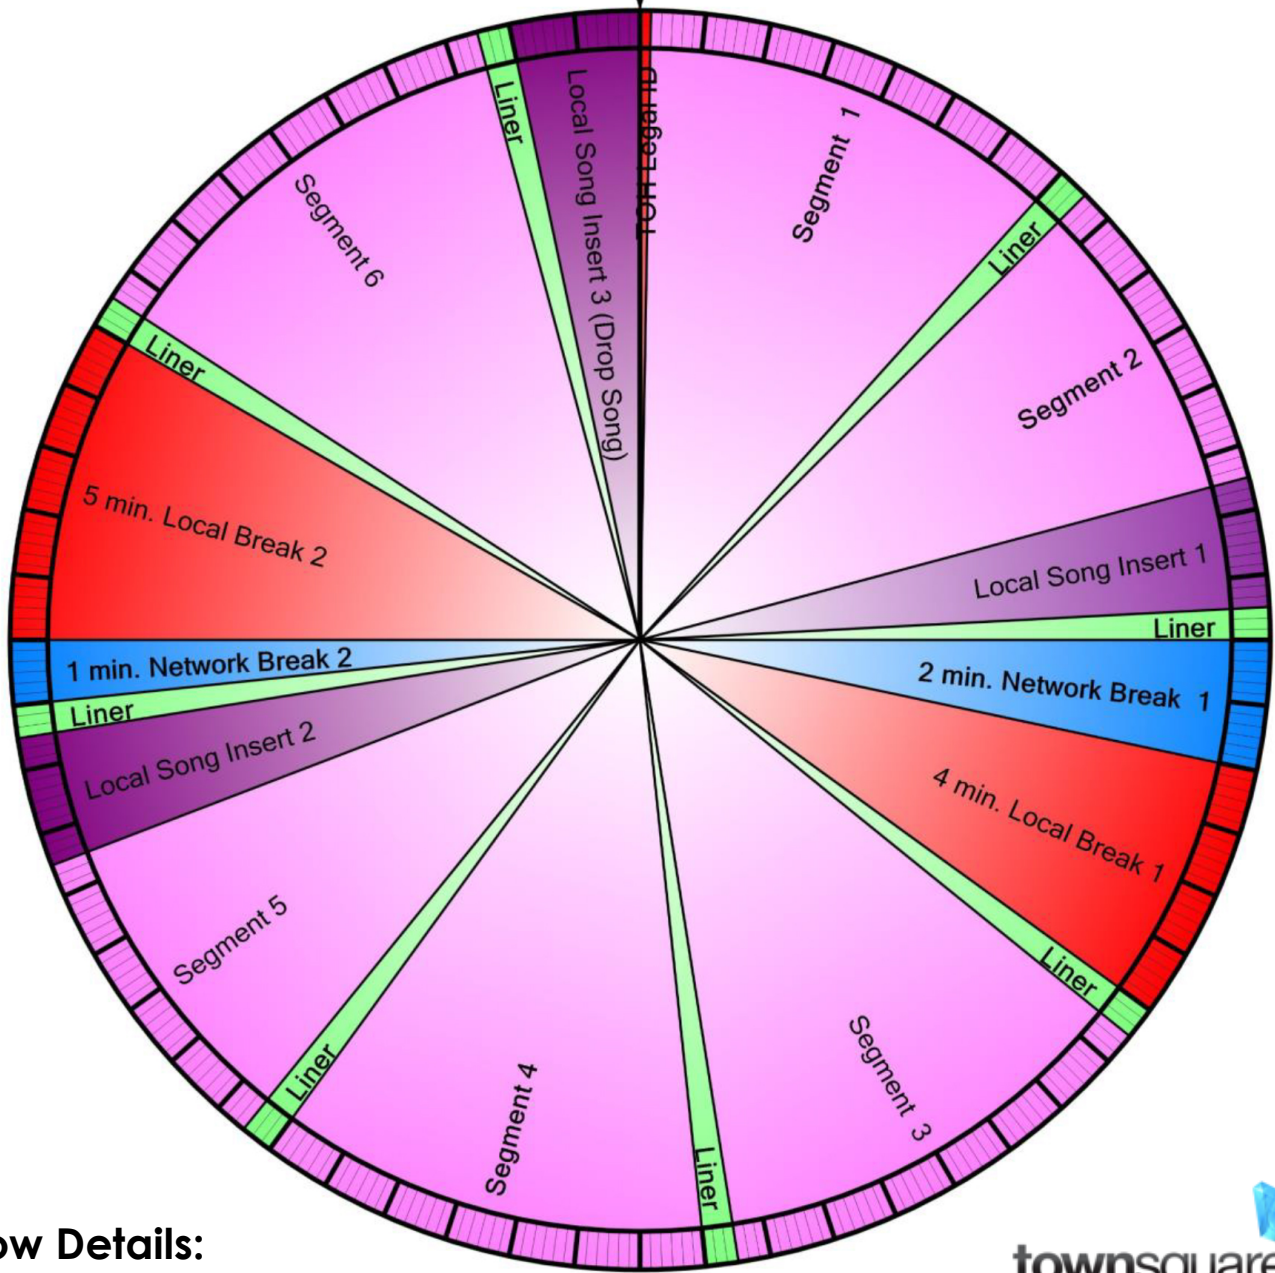 TOH Legal ID
Segment 1
Liner
Segment 2
Local Song Insert 1
Liner
2 min. Network Break 1
4 min. Local Break 1
Liner
Segment 3
Liner
Segment 4
Liner
Segment 5
Local Song Insert 2
Liner
1 min. Network Break 2
5 min. Local Break 2
Liner
Segment 6
Liner
Local Song Insert 3 (Drop Song)
Details:
townsquare